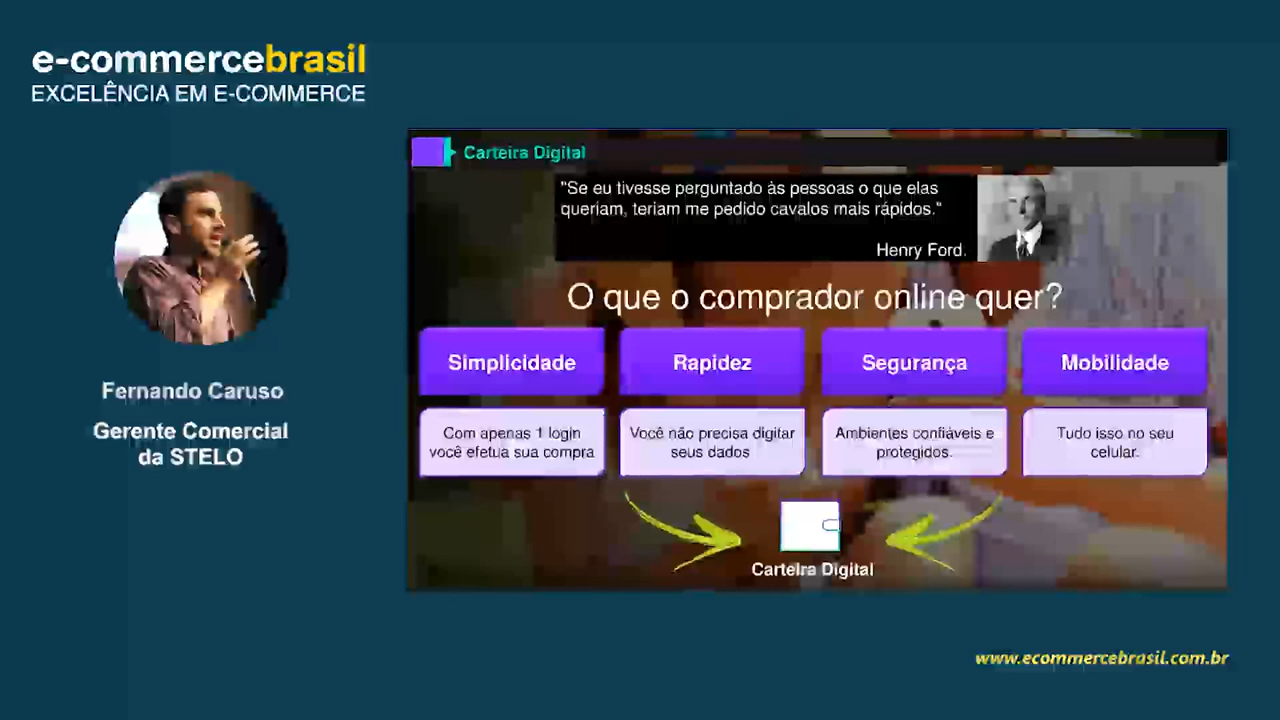 e-commercebrasil
EXCELÊNCIA EM E-COMMERCE
Carteira Digital
"Se eu tivesse perguntado às pessoas o que elas
queriam, teriam me pedido cavalos mais rápidos."
Henry Ford.
O que o comprador online quer?
Simplicidade
Com apenas 1 login
você efetua sua compra
Rapidez
Você não precisa digitar
seus dados
Segurança
Ambientes confiáveis e
protegidos.
Mobilidade
Tudo isso no seu
celular.
Carteira Digital
Fernando Caruso
Gerente Comercial
da STELO
www.ecommercebrasil.com.br